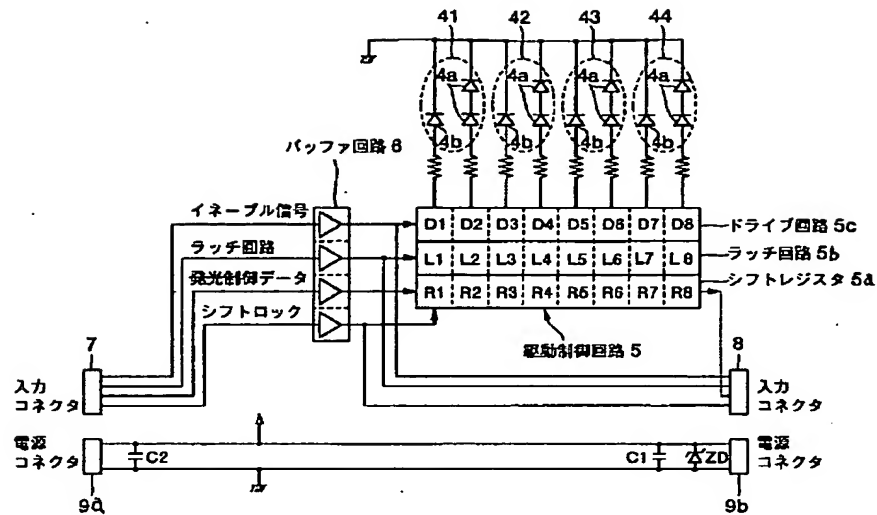 41 42 43 44
4a 4a 4a 4a
4b 4b 4b 4b
バッファ回路 6
イネーブル信号
ラッチ回路
発光制御データ
シフトロック
D1 D2 D3 D4 D5 D6 D7 D8
L1 L2 L3 L4 L5 L6 L7 L8
R1 R2 R3 R4 R5 R6 R7 R8
ドライブ回路 5c
ラッチ回路 5b
シフトレジスタ 5a
駆動制御回路 5
7
入力
コネクタ
8
入力
コネクタ
電源
コネクタ
9a
C2
C1
ZD
電源
コネクタ
9b